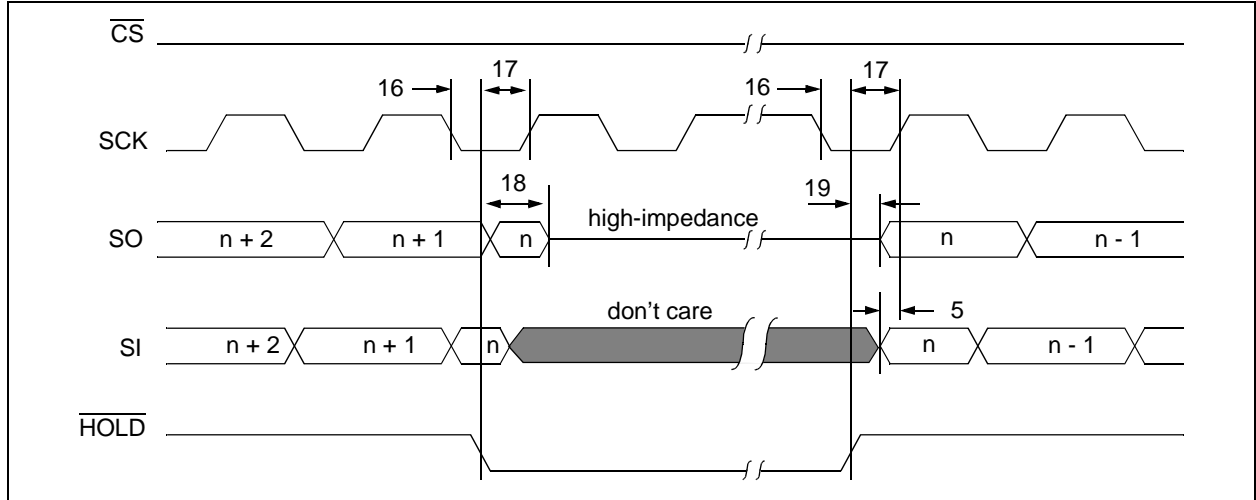 CS
16 17 16 17
SCK
18 19
high-impedance
SO n + 2 n + 1 n n n - 1
don't care 5
SI n + 2 n + 1 n n n - 1
HOLD